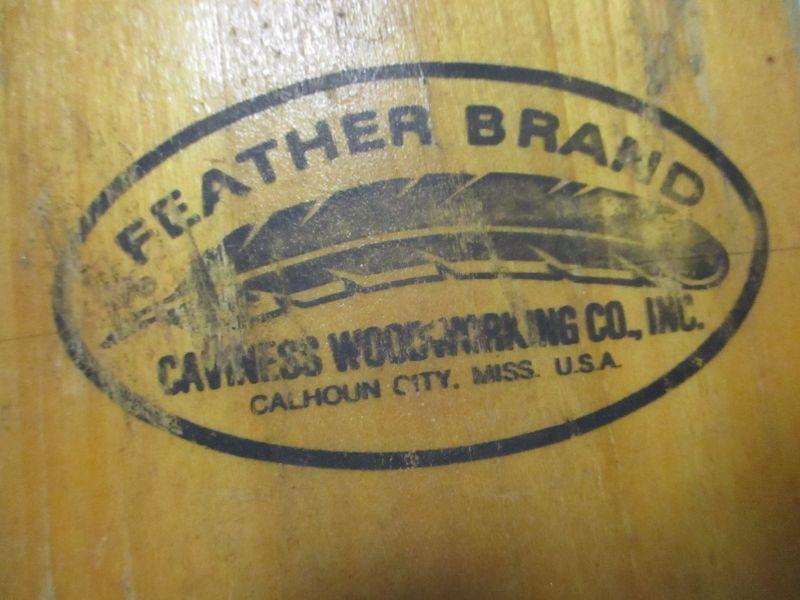 FEATHER BRAND
CAVINESS WOODWORKING CO., INC.
CALHOUN CITY, MISS. U.S.A.